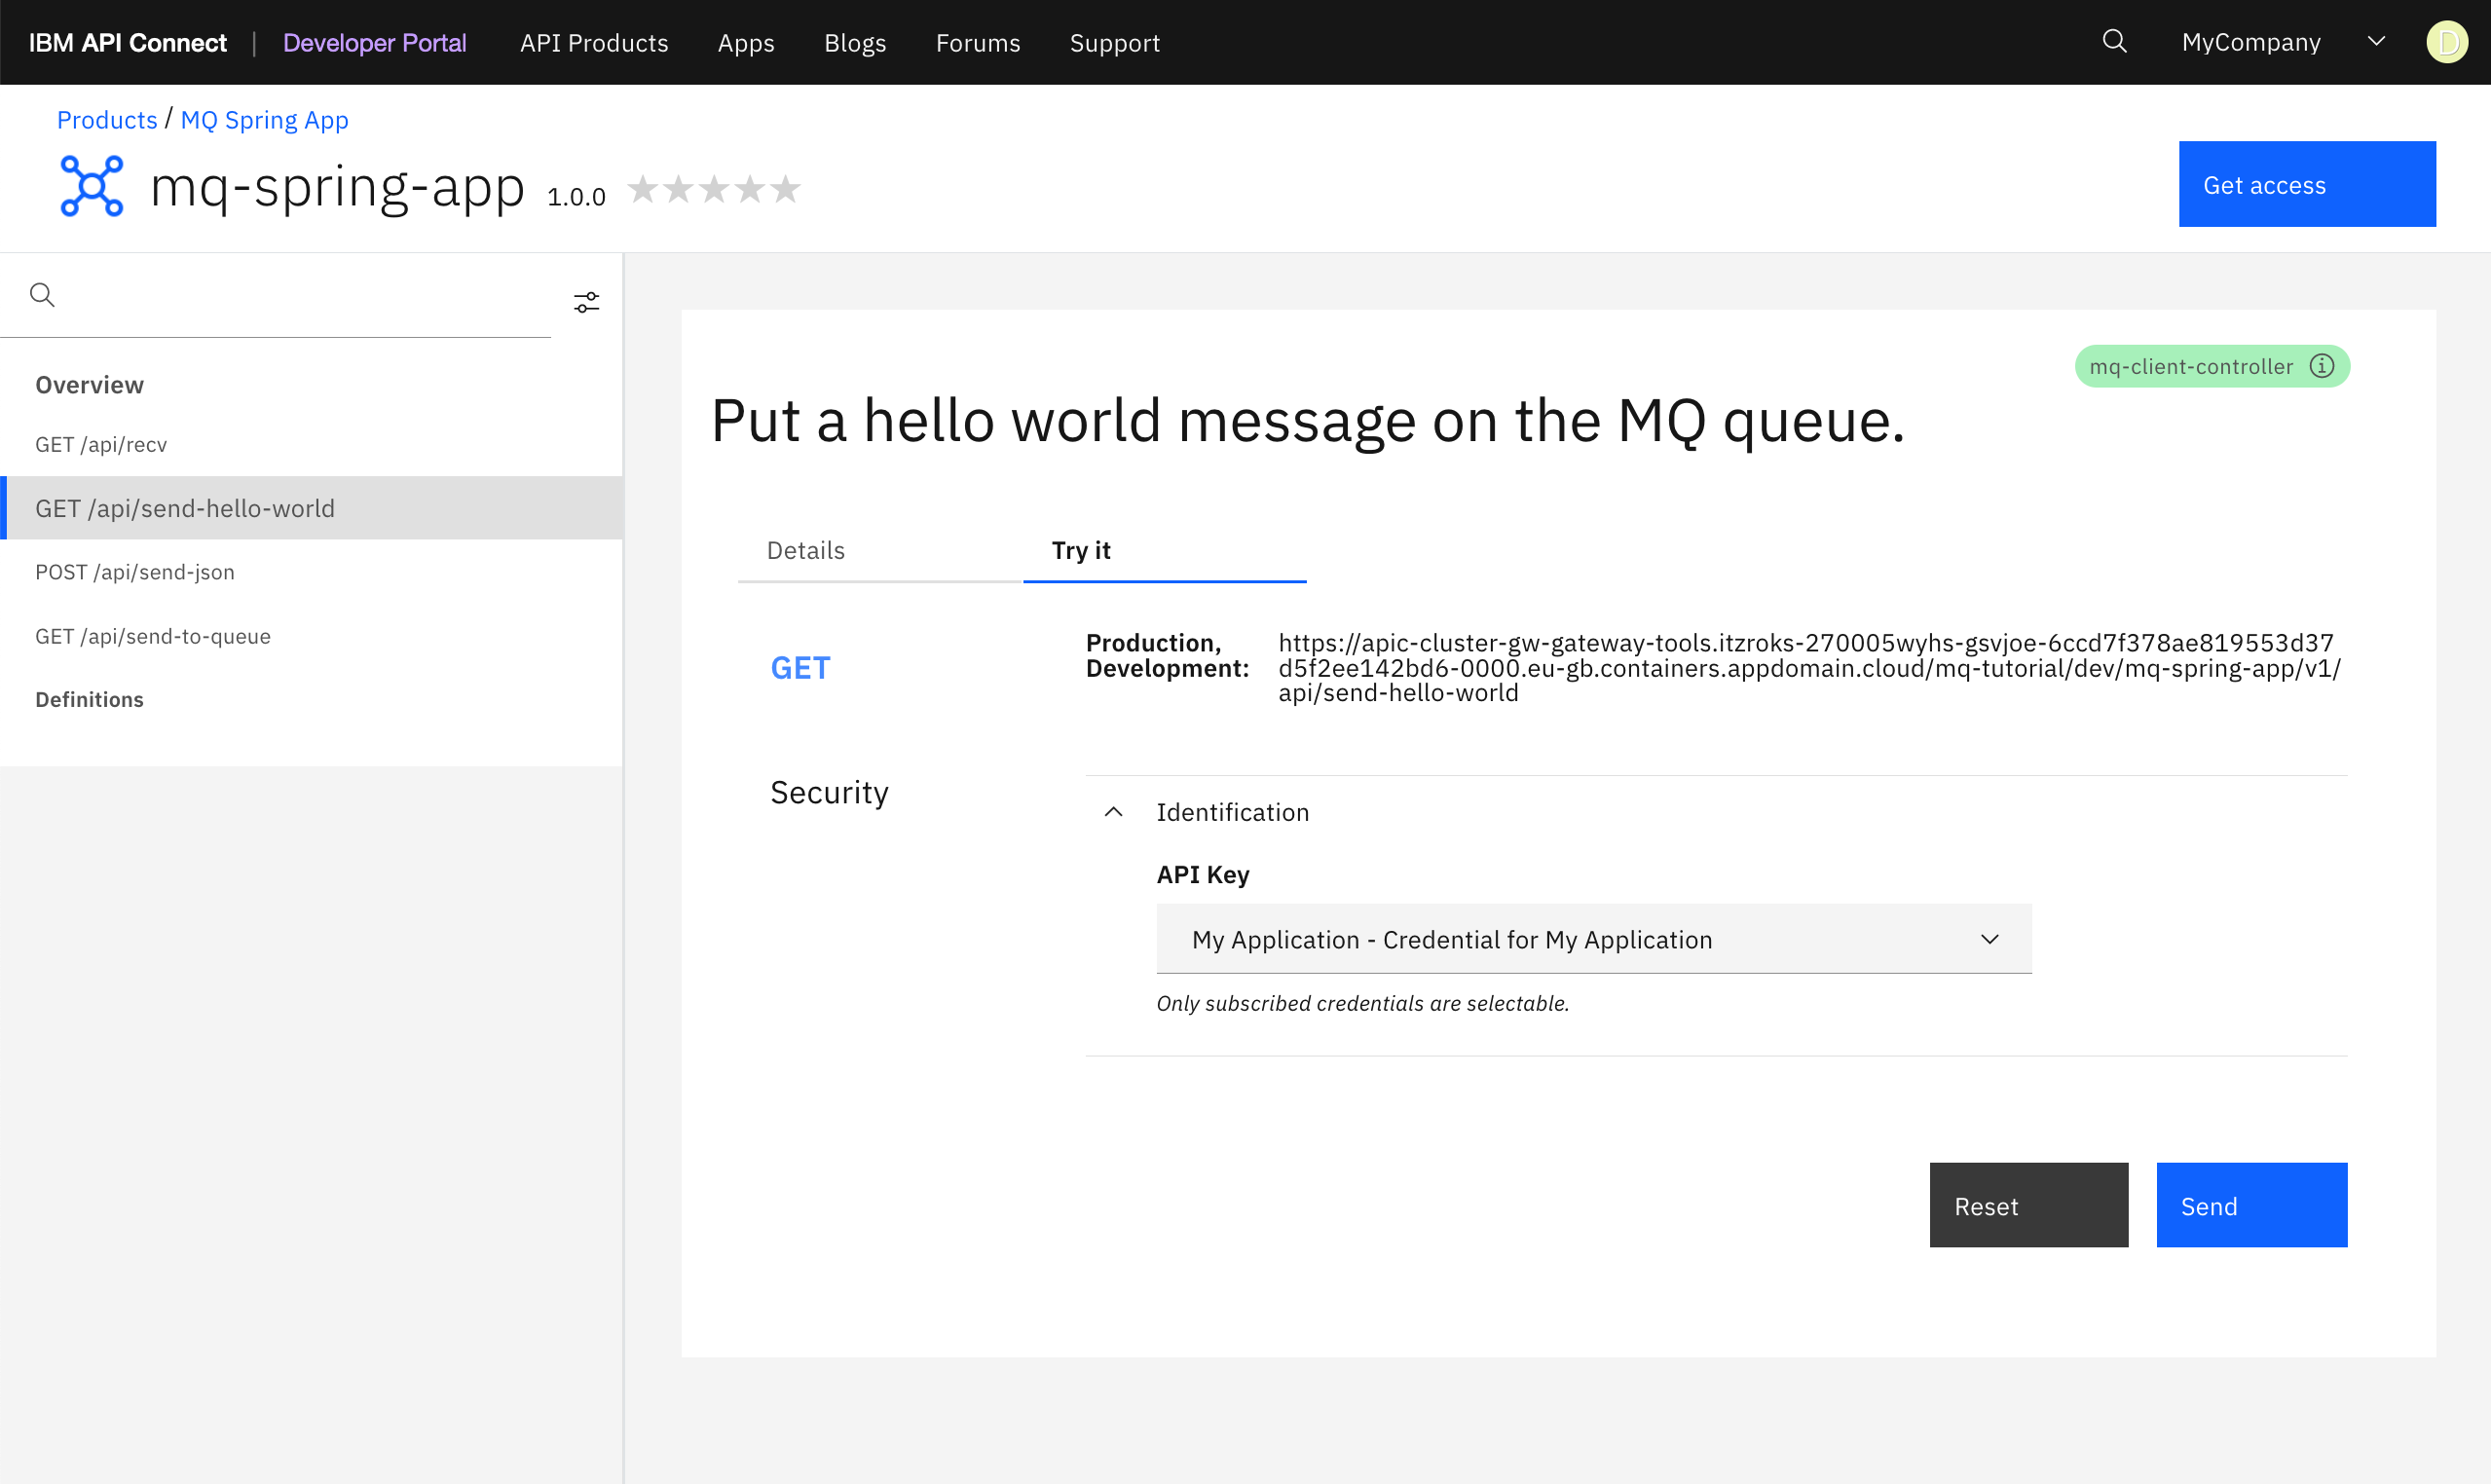 IBM API Connect | Developer Portal API Products Apps Blogs Forums Support MyCompany D
Products / MQ Spring App
mq-spring-app 1.0.0
Get access
Overview
GET /api/recv
GET /api/send-hello-world
POST /api/send-json
GET /api/send-to-queue
Definitions
mq-client-controller
Put a hello world message on the MQ queue.
Details Try it
GET
Production,
Development:
https://apic-cluster-gw-gateway-tools.itzroks-270005wyhs-gsvjoe-6ccd7f378ae819553d37
d5f2ee142bd6-0000.eu-gb.containers.appdomain.cloud/mq-tutorial/dev/mq-spring-app/v1/
api/send-hello-world
Security
Identification
API Key
My Application - Credential for My Application
Only subscribed credentials are selectable.
Reset Send